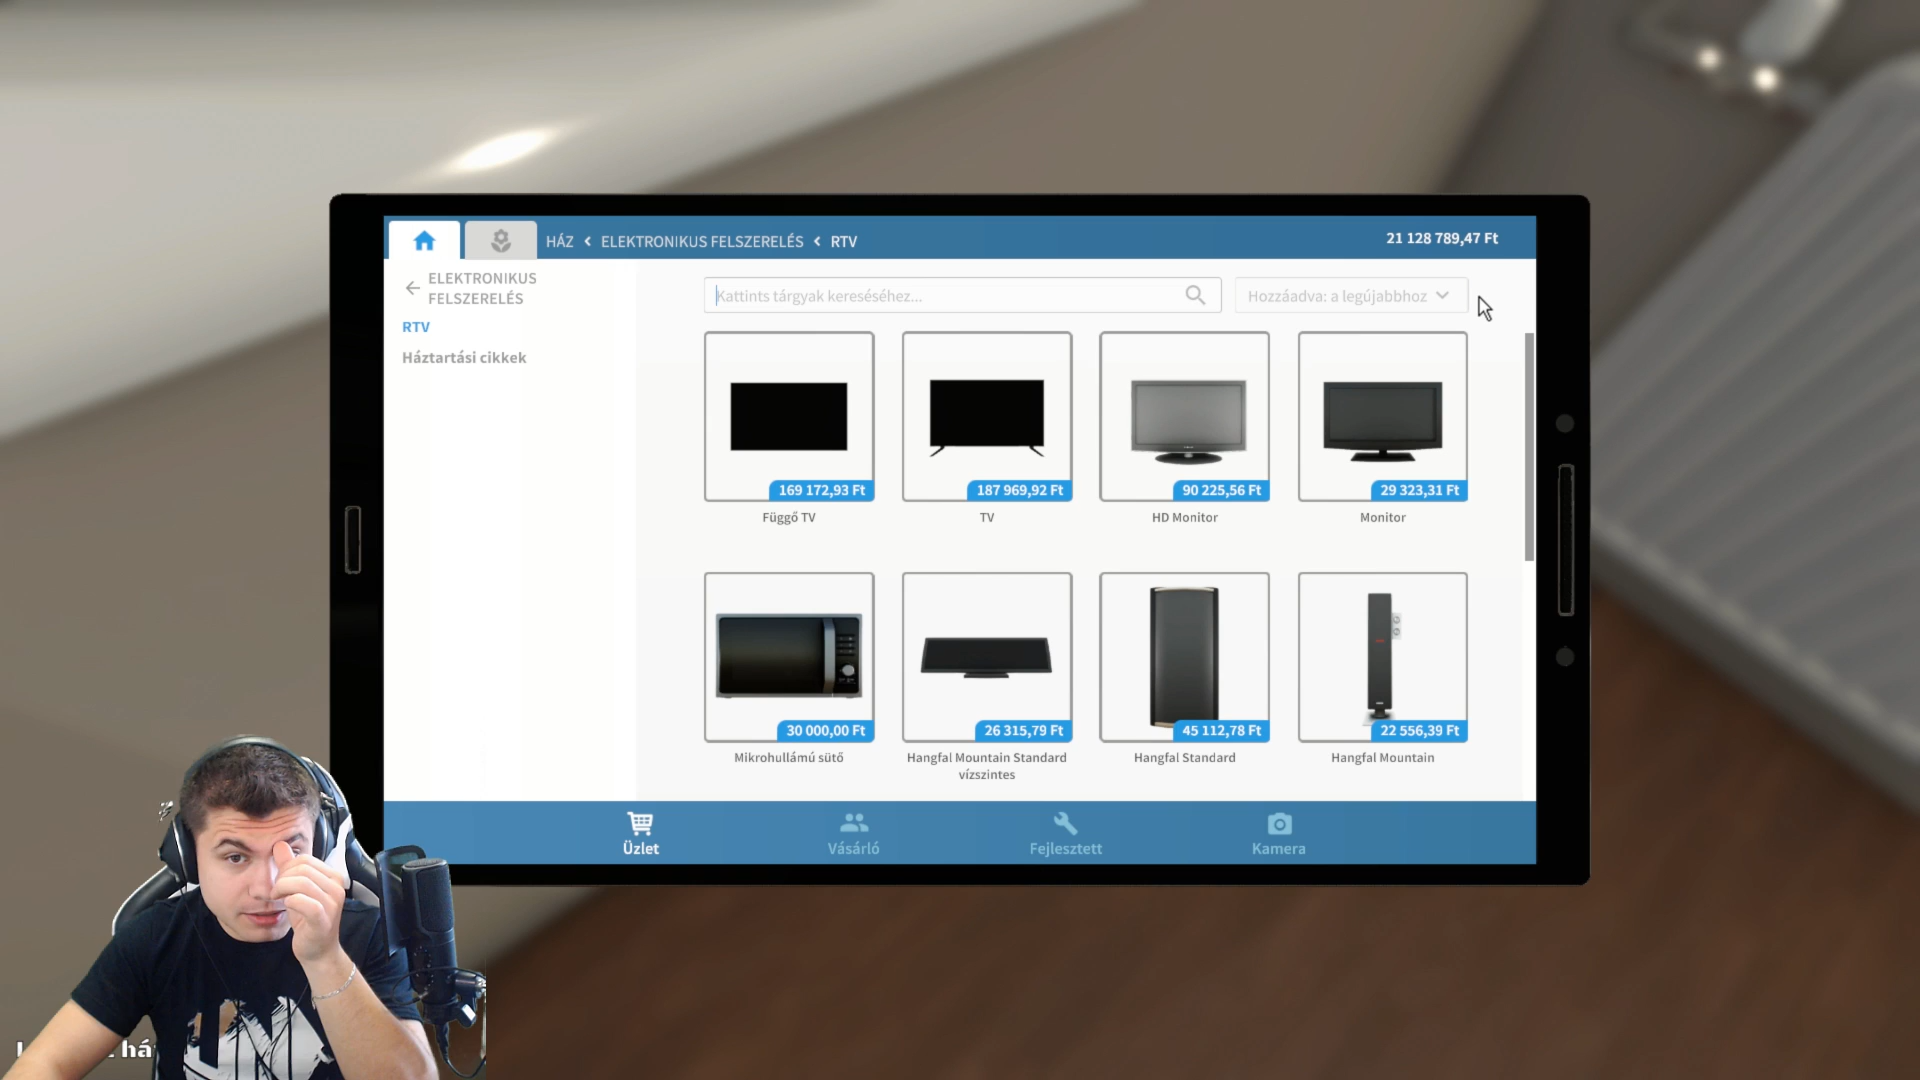 HÁZ < ELEKTRONIKUS FELSZERELÉS < RTV
21 128 789,47 Ft
ELEKTRONIKUS
FELSZERELÉS
RTV
Háztartási cikkek
Kattints tárgyak kereséséhez...
Hozzáadva: a legújabbhoz
169 172,93 Ft
187 969,92 Ft
90 225,56 Ft
29 323,31 Ft
Függő TV
TV
HD Monitor
Monitor
30 000,00 Ft
26 315,79 Ft
45 112,78 Ft
22 556,39 Ft
Mikrohullámú sütő
Hangfal Mountain Standard
vízszintes
Hangfal Standard
Hangfal Mountain
Üzlet
Vásárló
Fejlesztett
Kamera